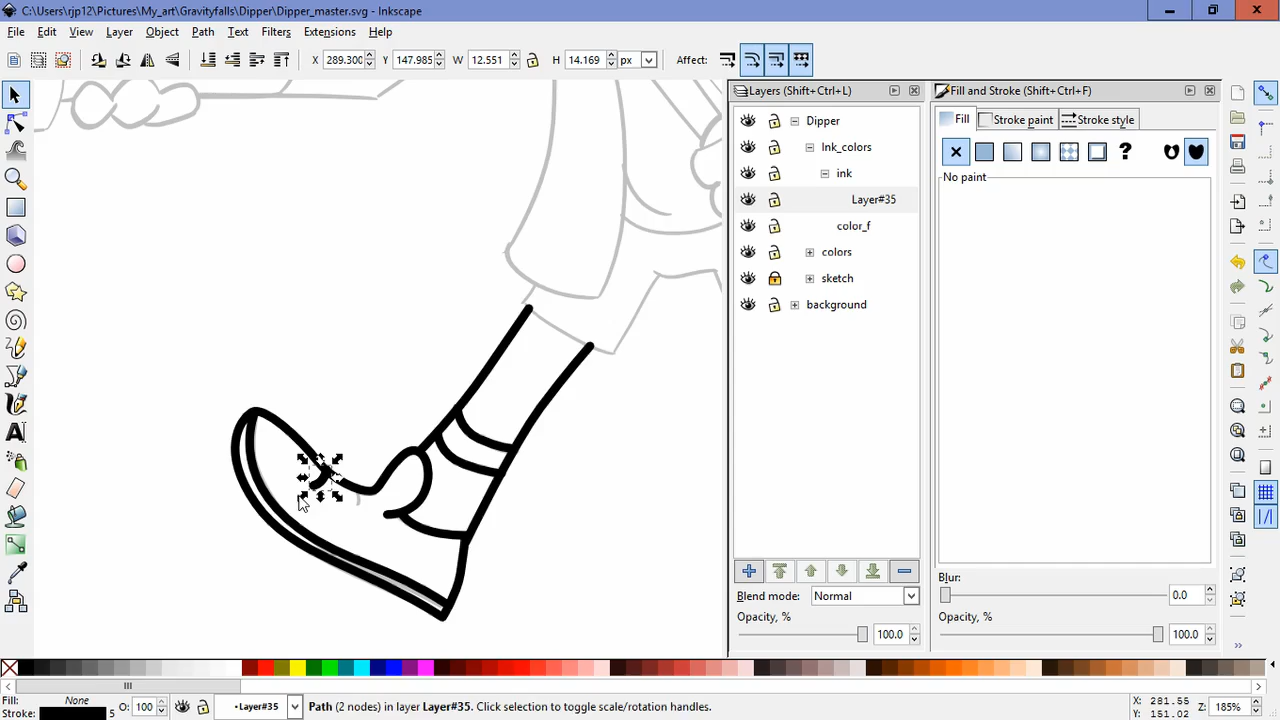 C:\Users\rjp12\Pictures\My_art\Gravityfalls\Dipper\Dipper_master.svg - Inkscape
File Edit View Layer Object Path Text Filters Extensions Help
X 289.300 Y 147.985 W 12.551 H 14.169 px Affect:
Layers (Shift+Ctrl+L)
Fill and Stroke (Shift+Ctrl+F)
Dipper
Ink_colors
ink
Layer#35
color_f
colors
sketch
background
Fill Stroke paint Stroke style
?
No paint
Blend mode: Normal
Opacity, %
100.0
Blur:
0.0
Opacity, %
100.0
Fill: None
Stroke: 5
O: 100
•Layer#35
Path (2 nodes) in layer Layer#35. Click selection to toggle scale/rotation handles.
X: 281.55
Y: 151.02
Z: 185%